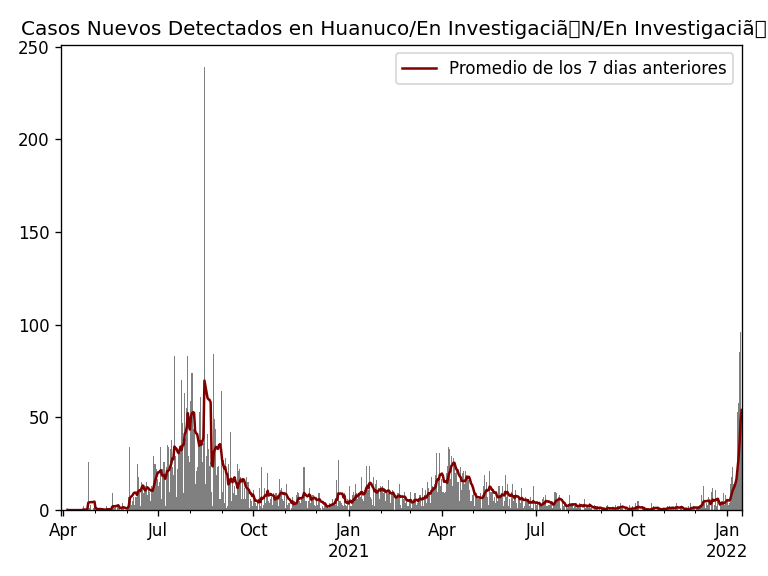 Casos Nuevos Detectados en Huanuco/En Investigaciã▯N/En Investigaciã▯
Promedio de los 7 dias anteriores
250
200
150
100
50
0
Apr Jul Oct Jan Apr Jul Oct Jan
2021 2022